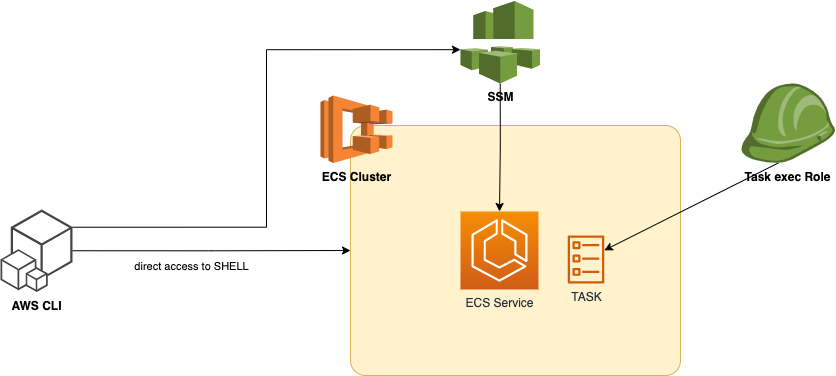 SSM
ECS Cluster
Task exec Role
direct access to SHELL
AWS CLI
ECS Service
TASK